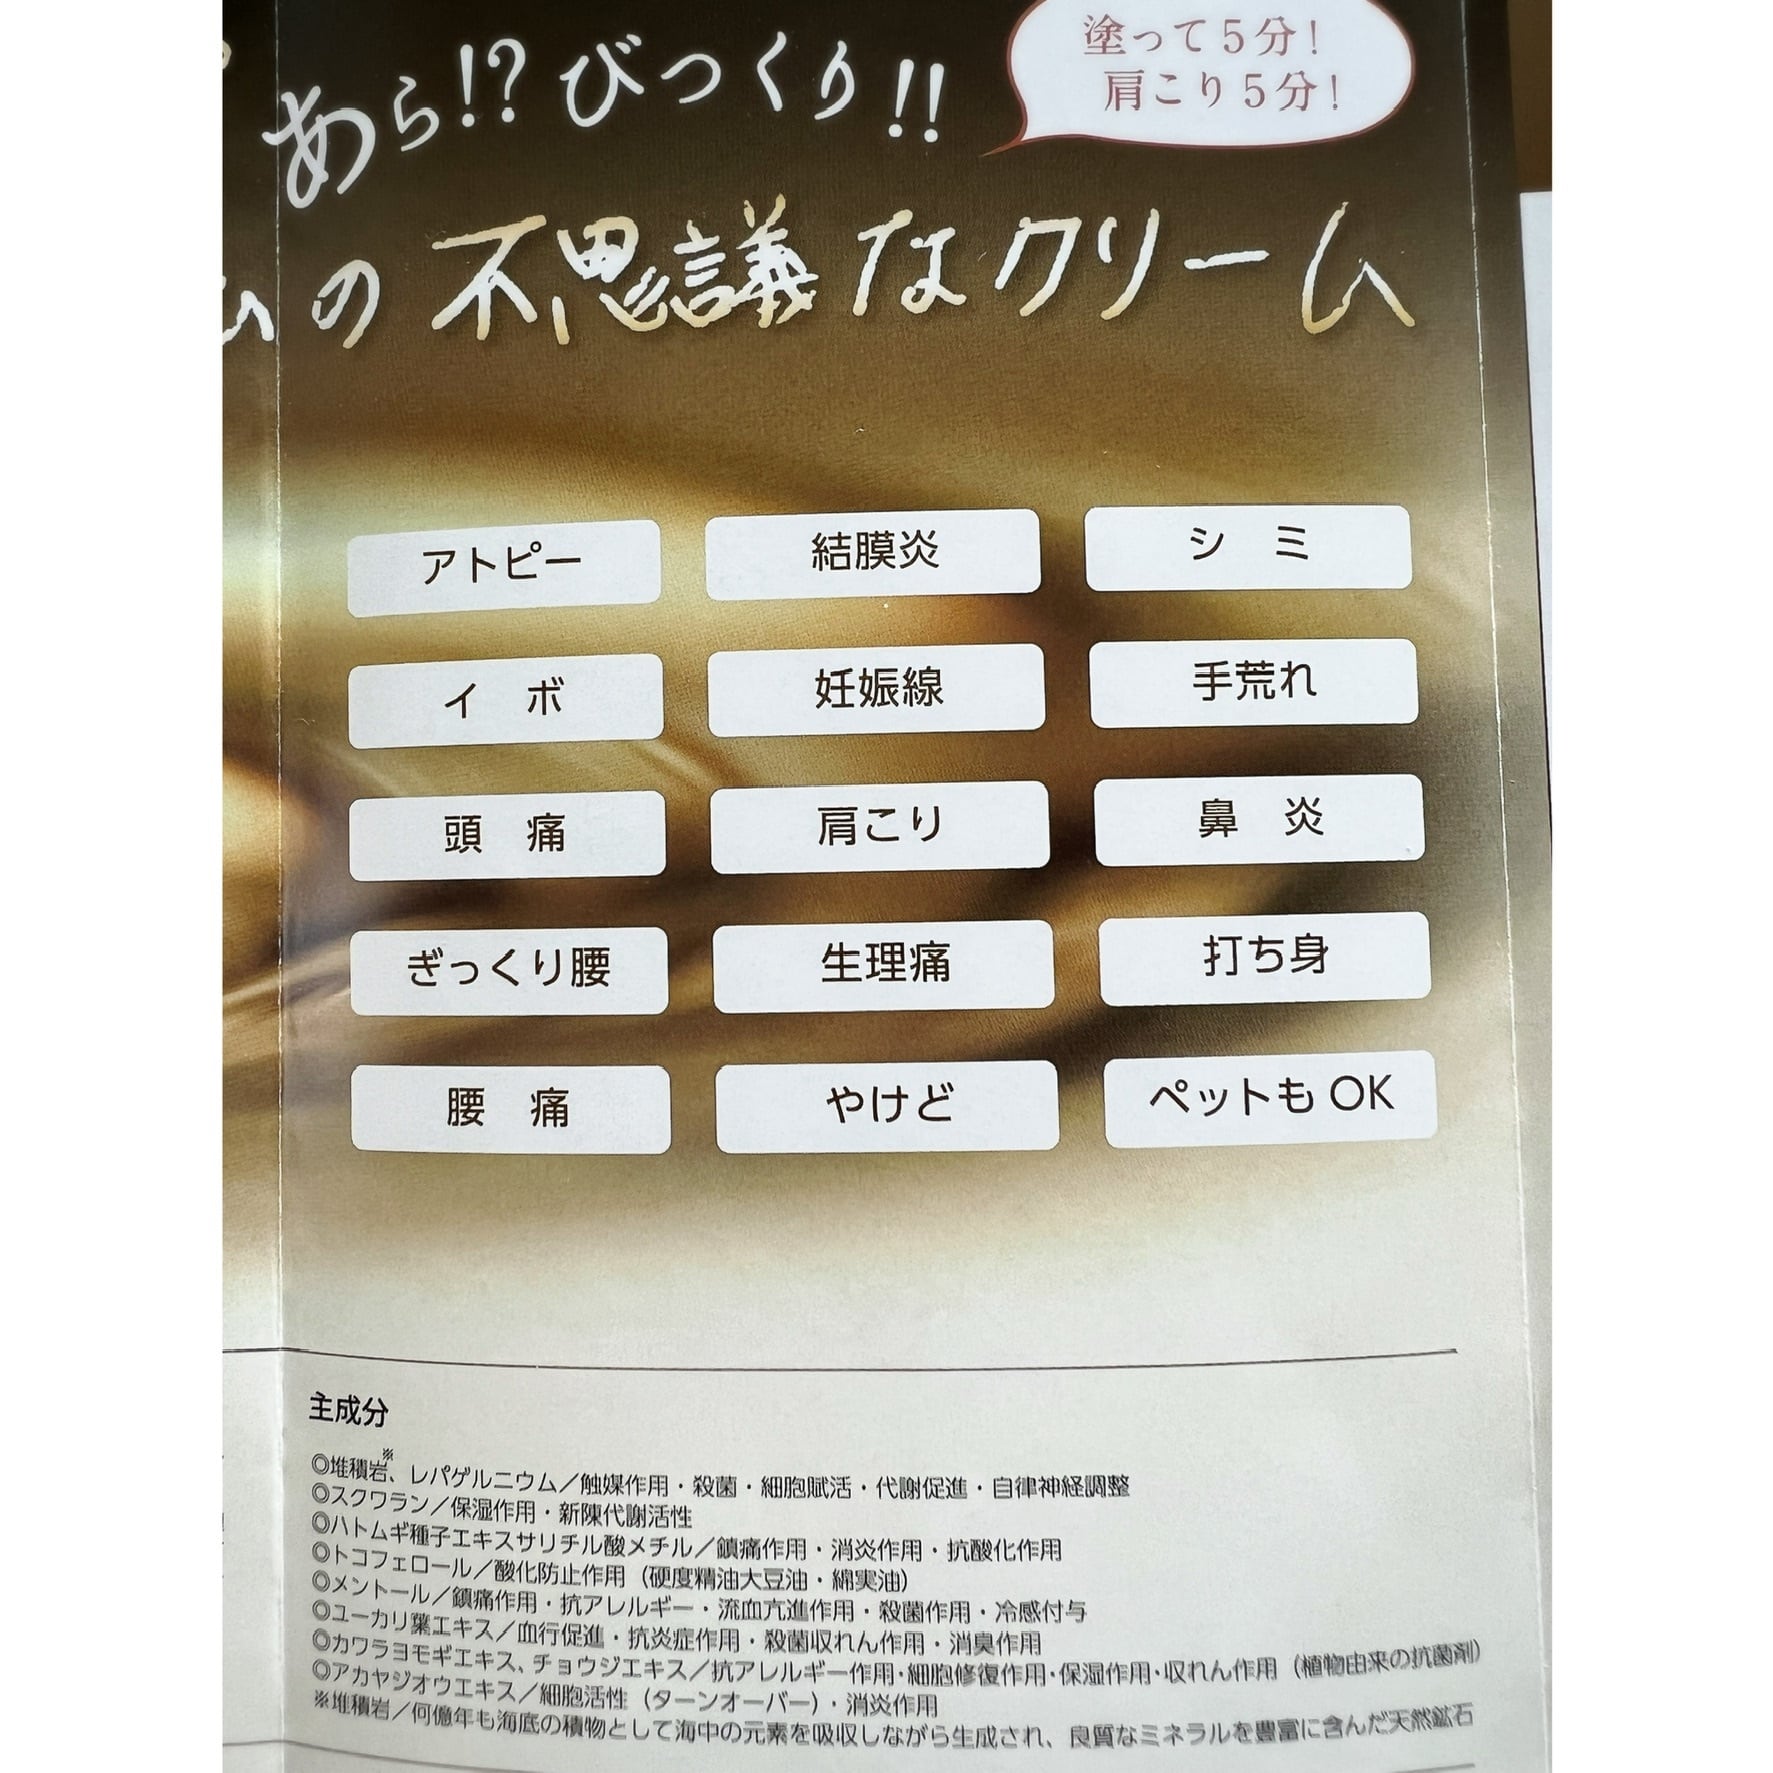 あら!?びっくり!!
塗って5分!
肩こり5分!
の不思議なクリーム
アトピー
結膜炎
シミ
イボ
妊娠線
手荒れ
頭痛
肩こり
鼻炎
ぎっくり腰
生理痛
打ち身
腰痛
やけど
ペットもOK
主成分
◎堆積岩※、レパゲルニウム／触媒作用・殺菌・細胞賦活・代謝促進・自律神経調整
◎スクワラン／保湿作用・新陳代謝活性
◎ハトムギ種子エキスサリチル酸メチル／鎮痛作用・消炎作用・抗酸化作用
◎トコフェロール／酸化防止作用（硬度精油大豆油・綿実油）
◎メントール／鎮痛作用・抗アレルギー・流血亢進作用・殺菌作用・冷感付与
◎ユーカリ葉エキス／血行促進・抗炎症作用・殺菌収れん作用・消臭作用
◎カワラヨモギエキス、チョウジエキス／抗アレルギー作用・細胞修復作用・保湿作用・収れん作用（植物由来の抗菌剤）
◎アカヤジオウエキス／細胞活性（ターンオーバー）・消炎作用
※堆積岩／何億年も海底の積物として海中の元素を吸収しながら生成され、良質なミネラルを豊富に含んだ天然鉱石